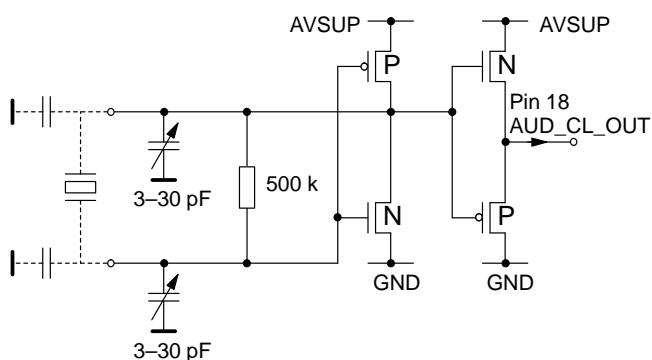 AVSUP
AVSUP
P
N
Pin 18
AUD_CL_OUT
3–30 pF
500 k
N
P
GND
GND
3–30 pF